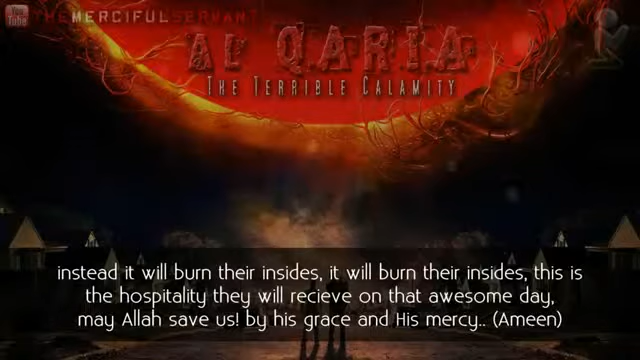 You Tube THEMERCIFULSERVANT
AL QARIA
THE TERRIBLE CALAMITY
instead it will burn their insides, it will burn their insides, this is
the hospitality they will recieve on that awesome day,
may Allah save us! by his grace and His mercy.. (Ameen)